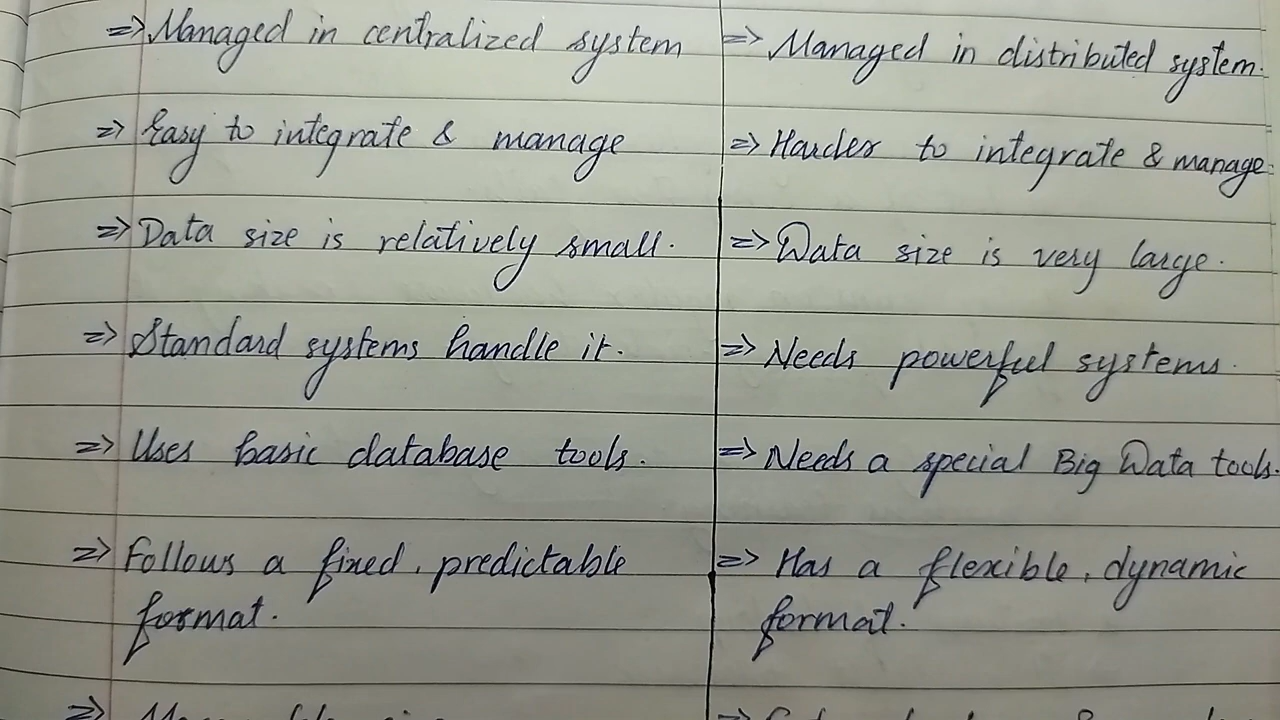 => Managed in centralized system
=> Managed in distributed system.
=> Easy to integrate & manage
=> Harder to integrate & manage.
=> Data size is relatively small.
=> Data size is very large.
=> Standard systems handle it.
=> Needs powerful systems.
=> Uses basic database tools.
=> Needs a special Big Data tools.
=> Follows a fixed, predictable
format.
=> Has a flexible, dynamic
format.